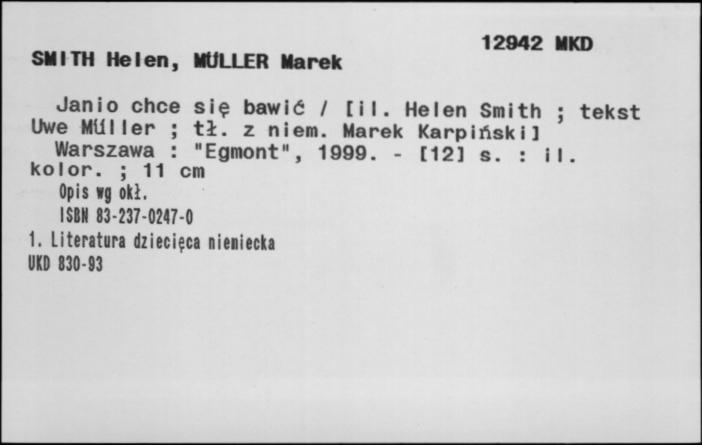 12942 MKD
SMITH Helen, MÜLLER Marek
Janio chce się bawić / [il. Helen Smith ; tekst
Uwe Müller ; tł. z niem. Marek Karpiński]
Warszawa : "Egmont", 1999. - [12] s. : il.
kolor. ; 11 cm
Opis wg okł.
ISBN 83-237-0247-0
1. Literatura dziecięca niemiecka
UKD 830-93